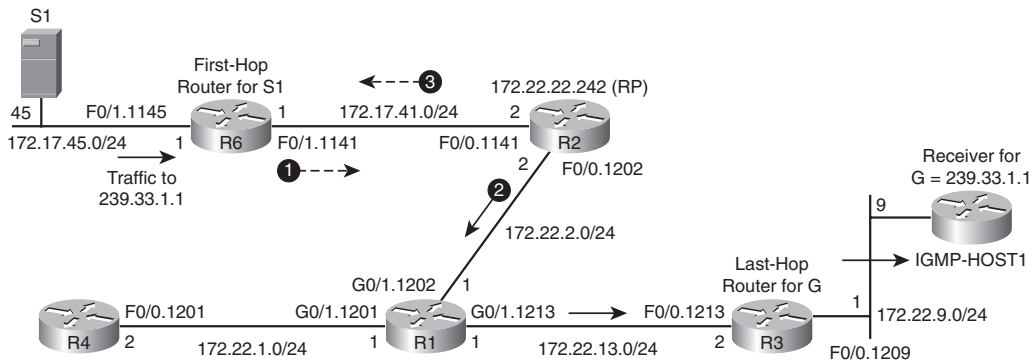 S1
45
F0/1.1145
172.17.45.0/24
Traffic to
239.33.1.1
First-Hop
Router for S1
1
1
R6
F0/1.1141
172.17.41.0/24
3
1
172.22.22.242 (RP)
2
F0/0.1141
R2
2
F0/0.1202
2
172.22.2.0/24
G0/1.1202
1
R4
F0/0.1201
2
172.22.1.0/24
G0/1.1201
1
R1
G0/1.1213
1
172.22.13.0/24
F0/0.1213
2
Last-Hop
Router for G
R3
1
172.22.9.0/24
F0/0.1209
9
Receiver for
G = 239.33.1.1
IGMP-HOST1